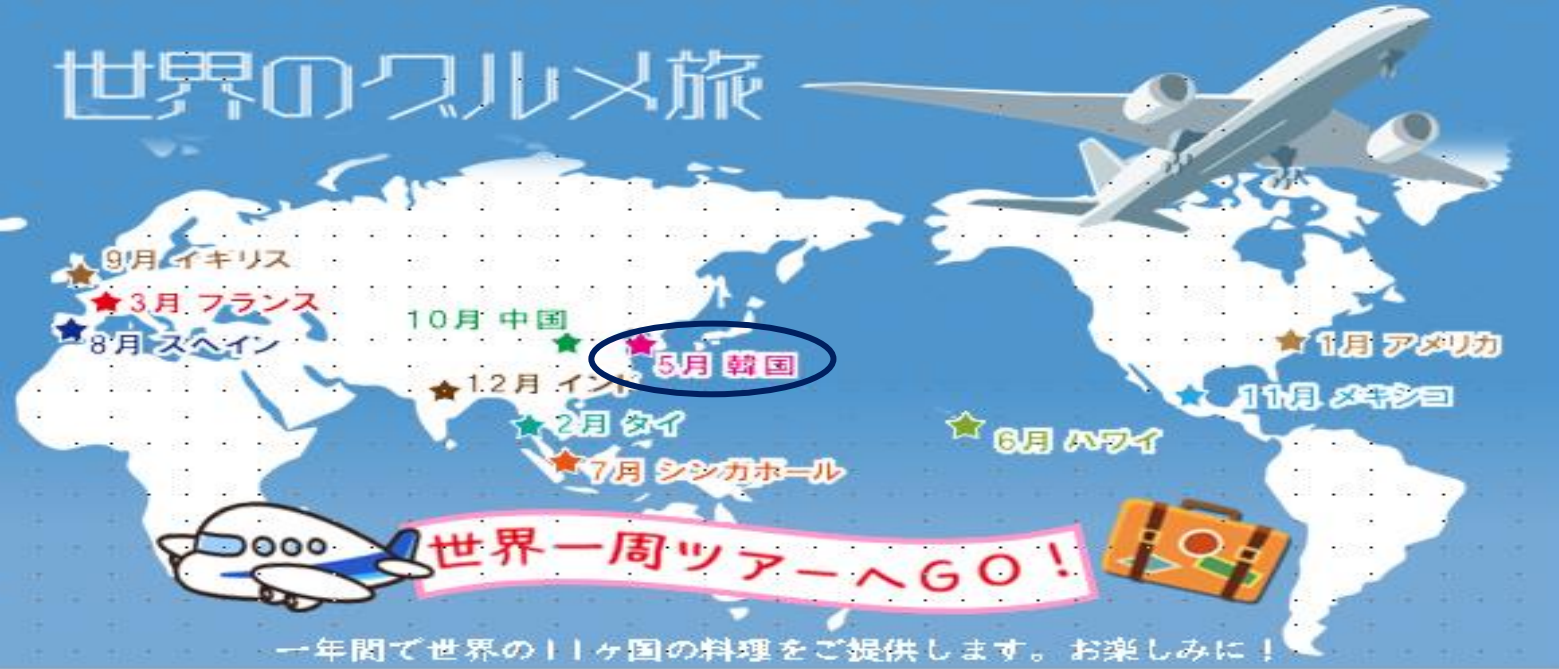 世界のグルメ旅
9月 イギリス
3月 フランス
10月 中国
8月 スペイン
5月 韓国
1月 アメリカ
12月 インド
11月 メキシコ
2月 タイ
6月 ハワイ
7月 シンガポール
世界一周ツアーへGO!
一年間で世界の11ヶ国の料理をご提供します。お楽しみに!